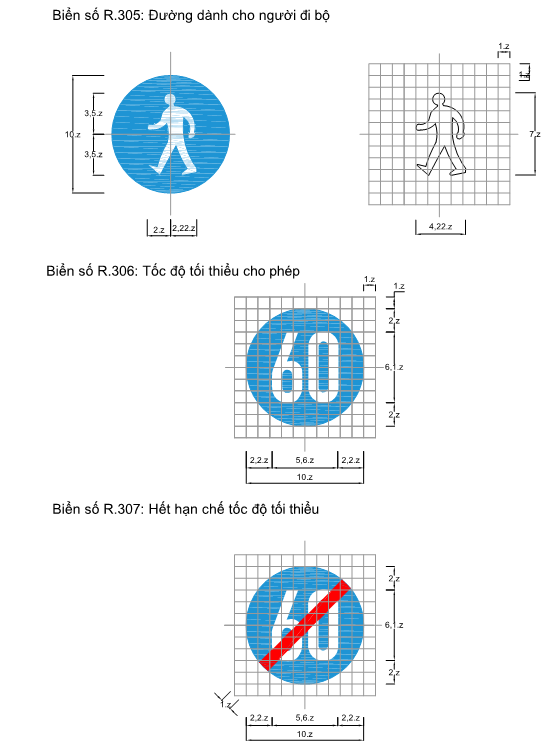 Biển số R.305: Đường dành cho người đi bộ
1.z
1.z
10.z
3,5.z
3,5.z
7.z
2.z
2,22.z
4,22.z
Biển số R.306: Tốc độ tối thiểu cho phép
1.z
1.z
2.z
60
6,1.z
2.z
2,2.z
5,6.z
2,2.z
10.z
Biển số R.307: Hết hạn chế tốc độ tối thiểu
2.z
60
6,1.z
2.z
1.z
2,2.z
5,6.z
2,2.z
10.z